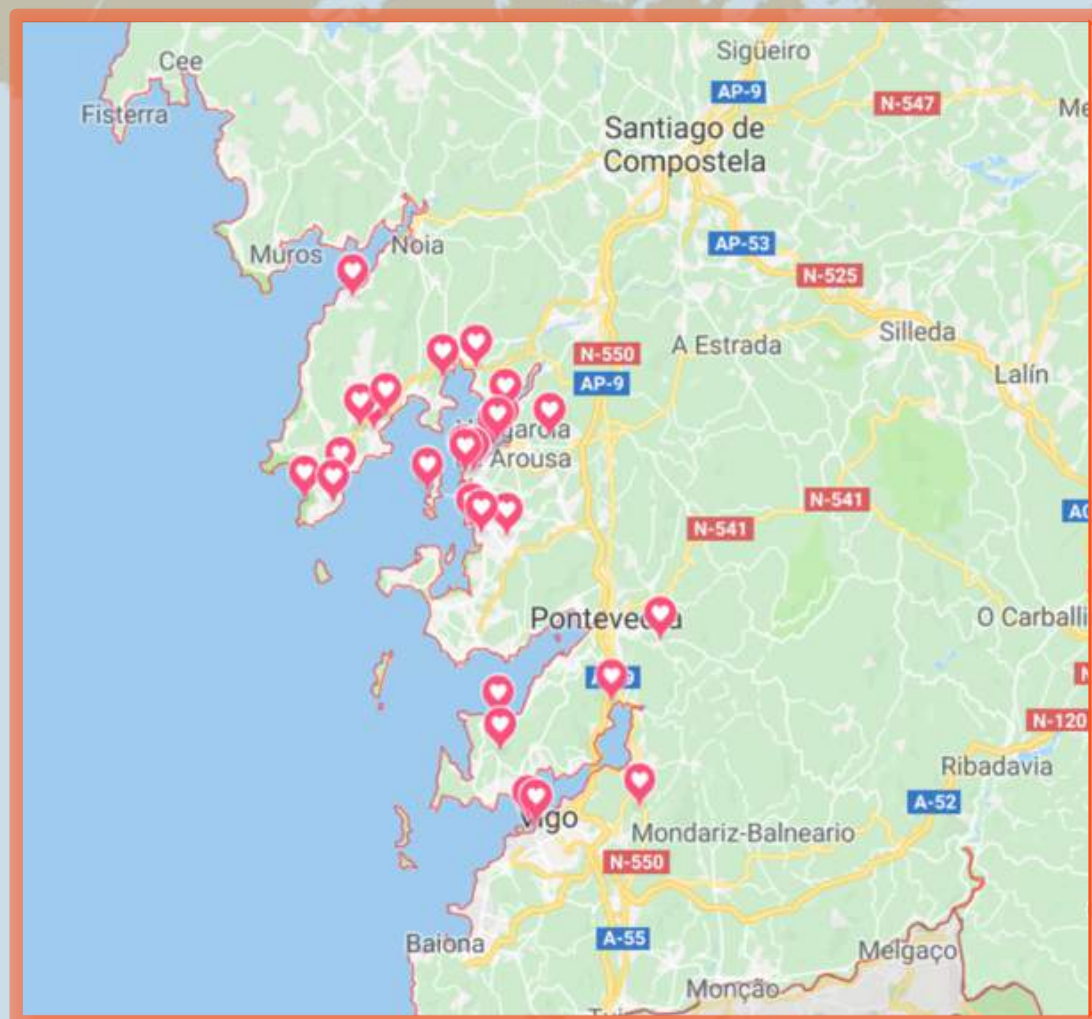 Sigüeiro
Cee
AP-9
N-547
Fisterra
Santiago de
Compostela
Noia
Muros
AP-53
N-525
Silleda
A Estrada
N-550
AP-9
Lalín
Arousa
N-541
N-541
Pontevedra
O Carballi
N-120
Ribadavia
A-52
Vigo
Mondariz-Balneario
N-550
Baiona
A-55
Melgaço
Monção